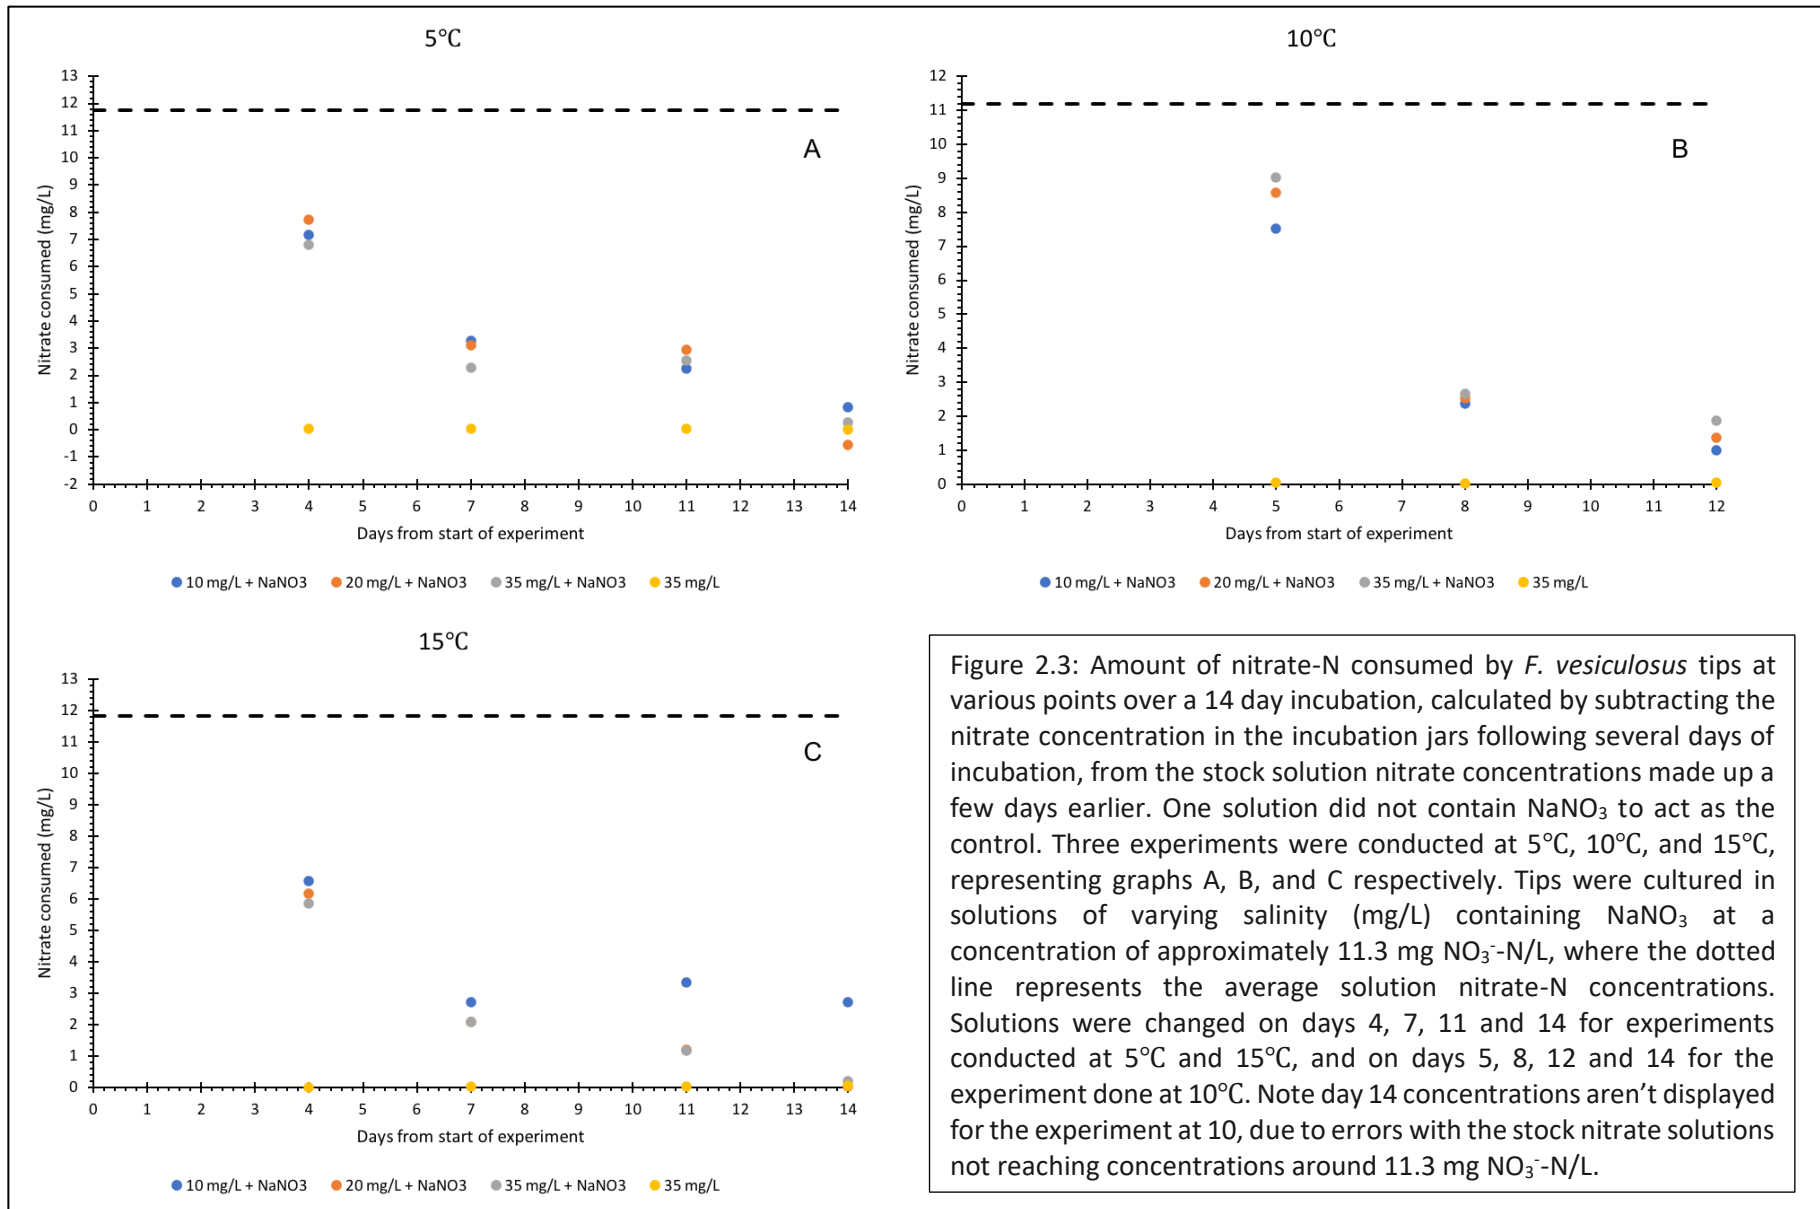 5℃
13
12
11
10
9
8
7
6
5
4
3
2
1
0
-1
-2
Nitrate consumed (mg/L)
A
0 1 2 3 4 5 6 7 8 9 10 11 12 13 14
Days from start of experiment
10 mg/L + NaNO3 20 mg/L + NaNO3 35 mg/L + NaNO3 35 mg/L
10℃
12
11
10
9
8
7
6
5
4
3
2
1
0
Nitrate consumed (mg/L)
B
0 1 2 3 4 5 6 7 8 9 10 11 12
Days from start of experiment
10 mg/L + NaNO3 20 mg/L + NaNO3 35 mg/L + NaNO3 35 mg/L
15℃
13
12
11
10
9
8
7
6
5
4
3
2
1
0
Nitrate consumed (mg/L)
C
0 1 2 3 4 5 6 7 8 9 10 11 12 13 14
Days from start of experiment
10 mg/L + NaNO3 20 mg/L + NaNO3 35 mg/L + NaNO3 35 mg/L
Figure 2.3: Amount of nitrate-N consumed by F. vesiculosus tips at
various points over a 14 day incubation, calculated by subtracting the
nitrate concentration in the incubation jars following several days of
incubation, from the stock solution nitrate concentrations made up a
few days earlier. One solution did not contain NaNO₃ to act as the
control. Three experiments were conducted at 5℃, 10℃, and 15℃,
representing graphs A, B, and C respectively. Tips were cultured in
solutions of varying salinity (mg/L) containing NaNO₃ at a
concentration of approximately 11.3 mg NO₃⁻-N/L, where the dotted
line represents the average solution nitrate-N concentrations.
Solutions were changed on days 4, 7, 11 and 14 for experiments
conducted at 5℃ and 15℃, and on days 5, 8, 12 and 14 for the
experiment done at 10℃. Note day 14 concentrations aren’t displayed
for the experiment at 10, due to errors with the stock nitrate solutions
not reaching concentrations around 11.3 mg NO₃⁻-N/L.